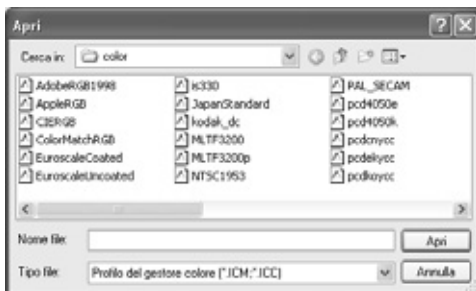 Apri
Cerca in: color
AdobeRGB1998
AppleRGB
CIERGB
ColorMatchRGB
EuroscaleCoated
EuroscaleUncoated
is330
JapanStandard
kodak_dc
MLTF3200
MLTF3200p
NTSC1953
PAL_SECAM
pcd4050e
pcd4050k
pcdcnycc
pcdekycc
pcdkoycc
Nome file: Apri
Tipo file: Profilo del gestore colore (*.ICM;*.ICC) Annulla